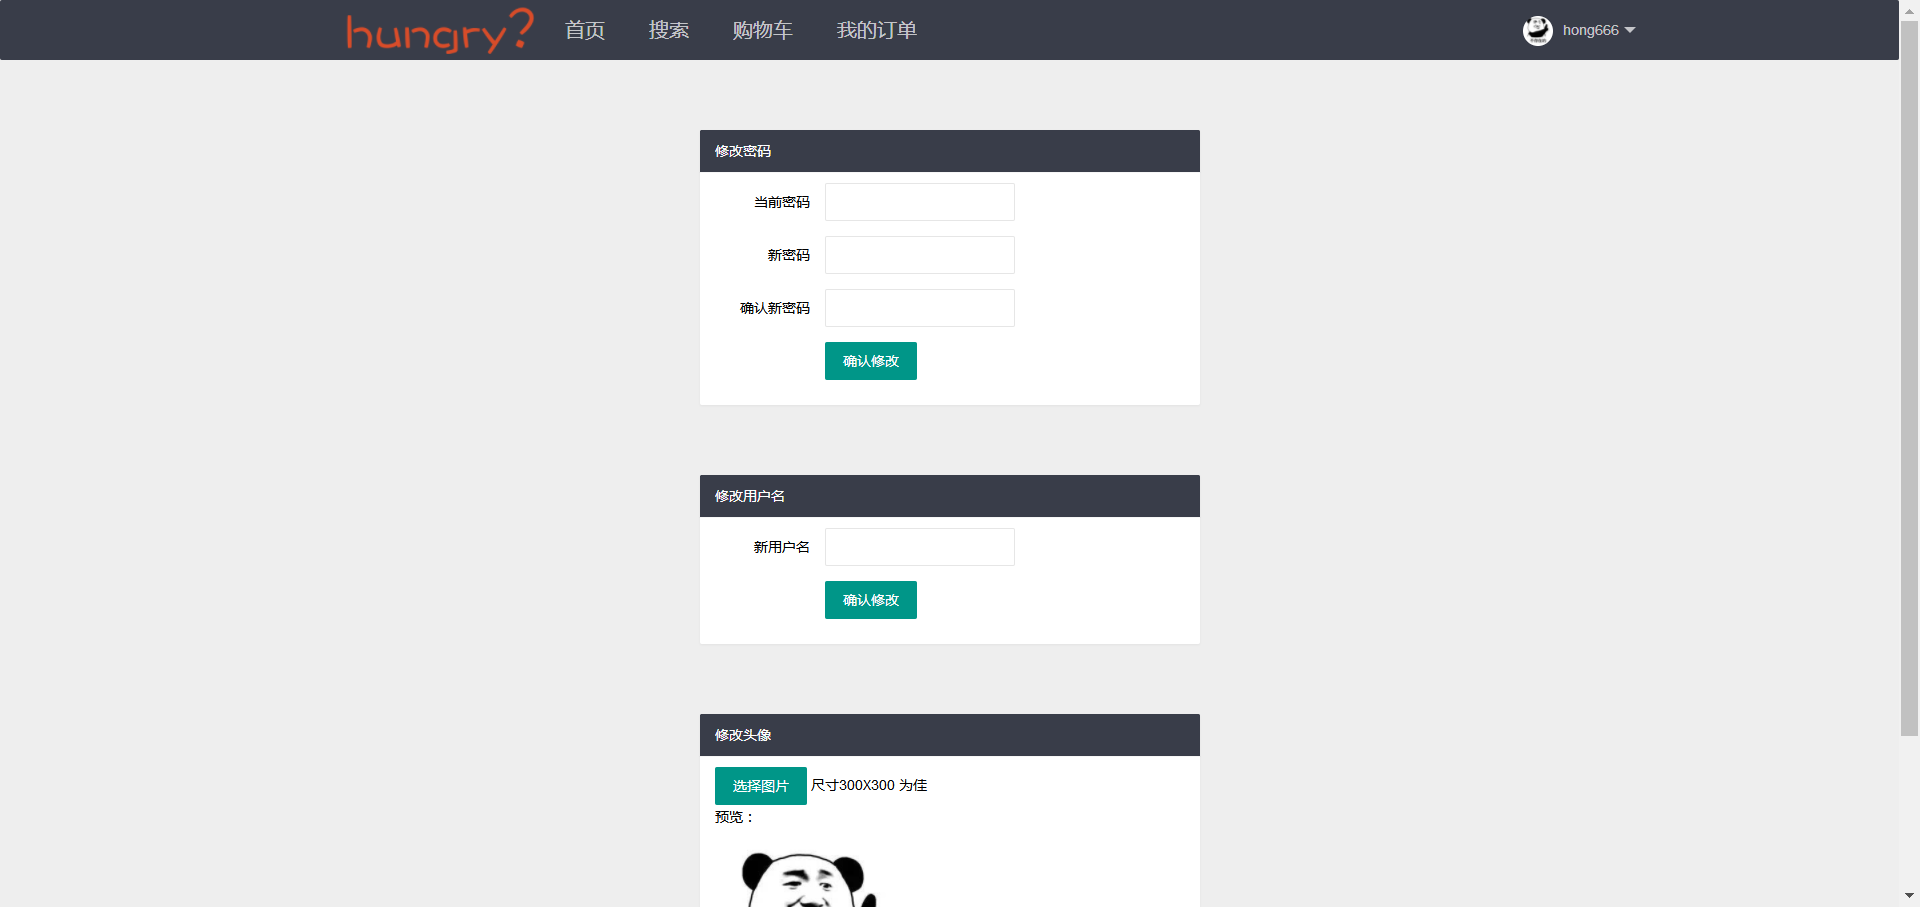 hungry? 首页 搜索 购物车 我的订单 hong666
修改密码
当前密码
新密码
确认新密码
确认修改
修改用户名
新用户名
确认修改
修改头像
选择图片 尺寸300X300 为佳
预览：